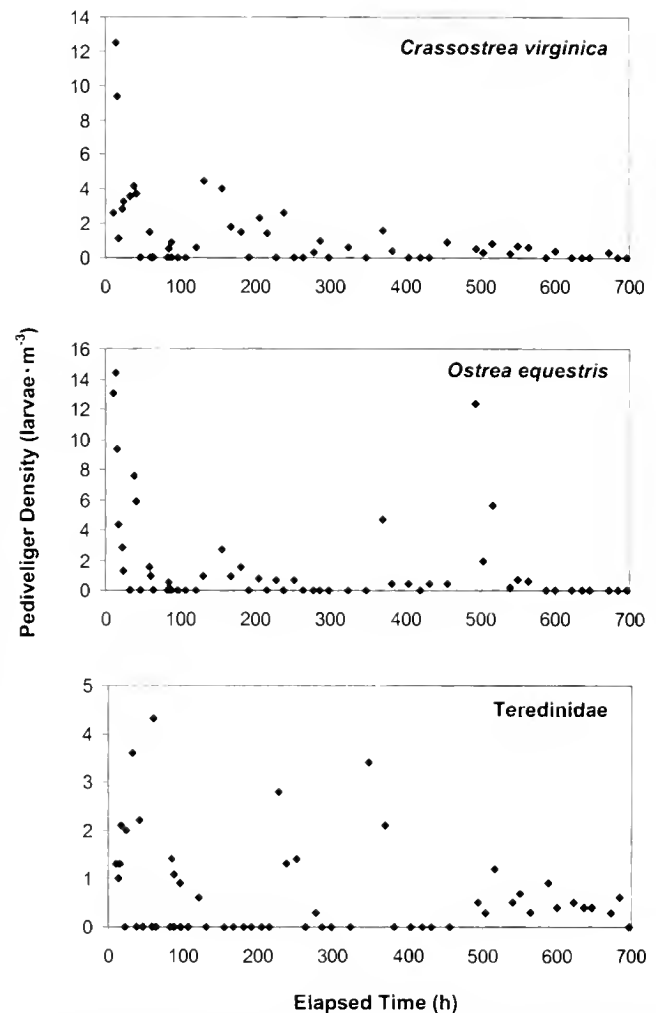 14
12
10
8
6
4
2
0
Crassostrea virginica
0 100 200 300 400 500 600 700
16
14
12
10
8
6
4
2
0
Ostrea equestris
0 100 200 300 400 500 600 700
Pediveliger Density (larvae·m-3)
5
4
3
2
1
0
Teredinidae
0 100 200 300 400 500 600 700
Elapsed Time (h)